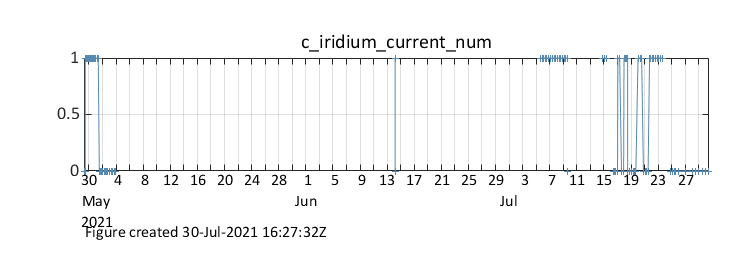 c_iridium_current_num
1
0.5
0
30 4 8 12 16 20 24 28 1 5 9 13 17 21 25 29 3 7 11 15 19 23 27
May Jun Jul
2021
Figure created 30-Jul-2021 16:27:32Z